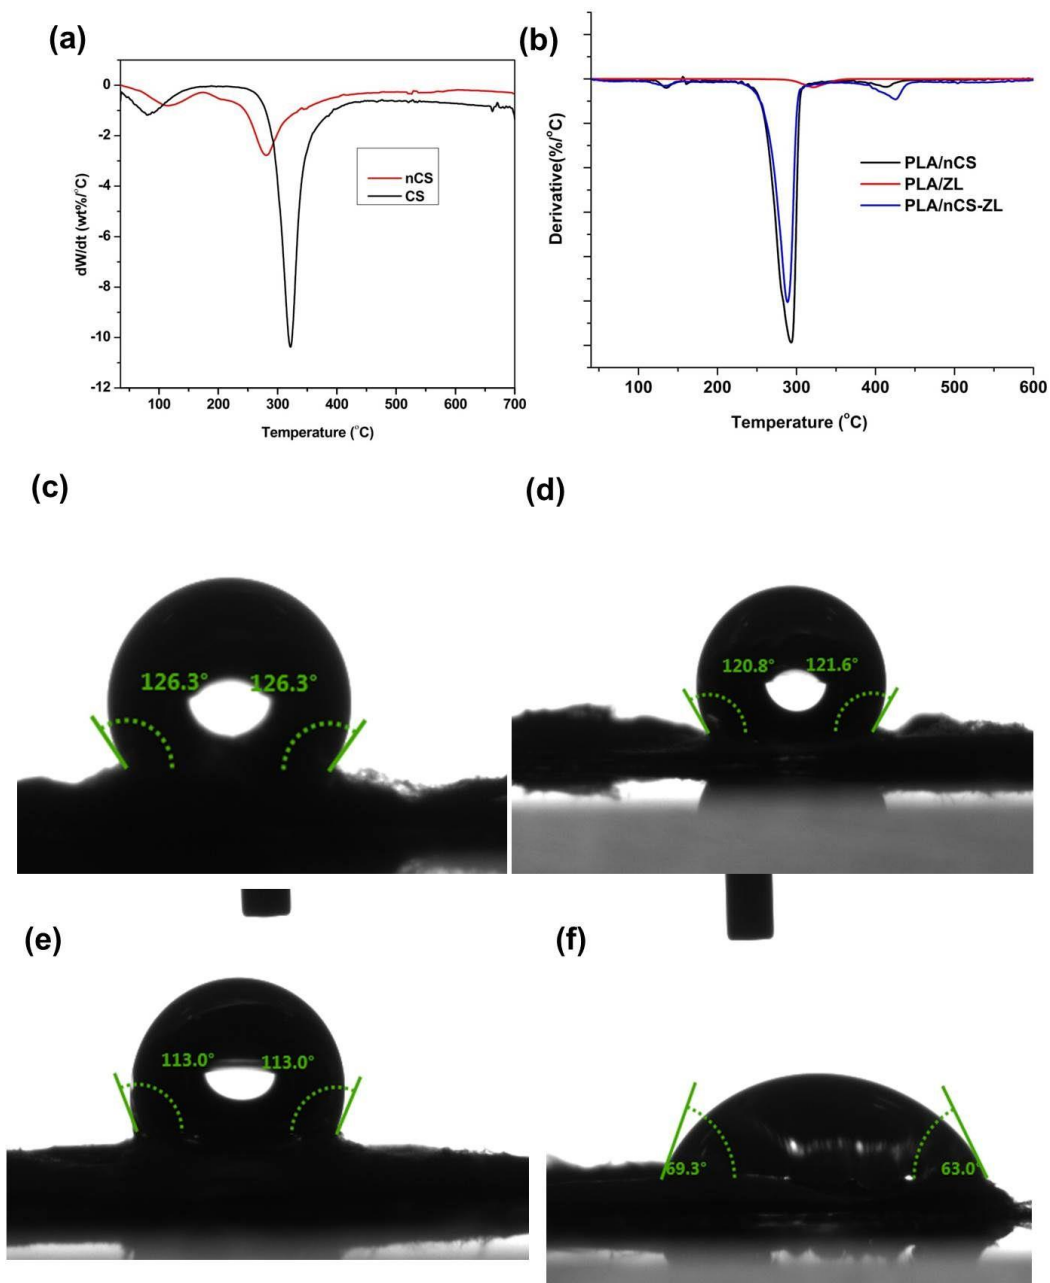 (a)
0
-2
-4
-6
-8
-10
-12
dW/dt (wt%/°C)
nCS
CS
100 200 300 400 500 600 700
Temperature (°C)
(b)
Derivative(%/°C)
PLA/nCS
PLA/ZL
PLA/nCS-ZL
100 200 300 400 500 600
Temperature (°C)
(c)
126.3° 126.3°
(d)
120.8° 121.6°
(e)
113.0° 113.0°
(f)
69.3° 63.0°